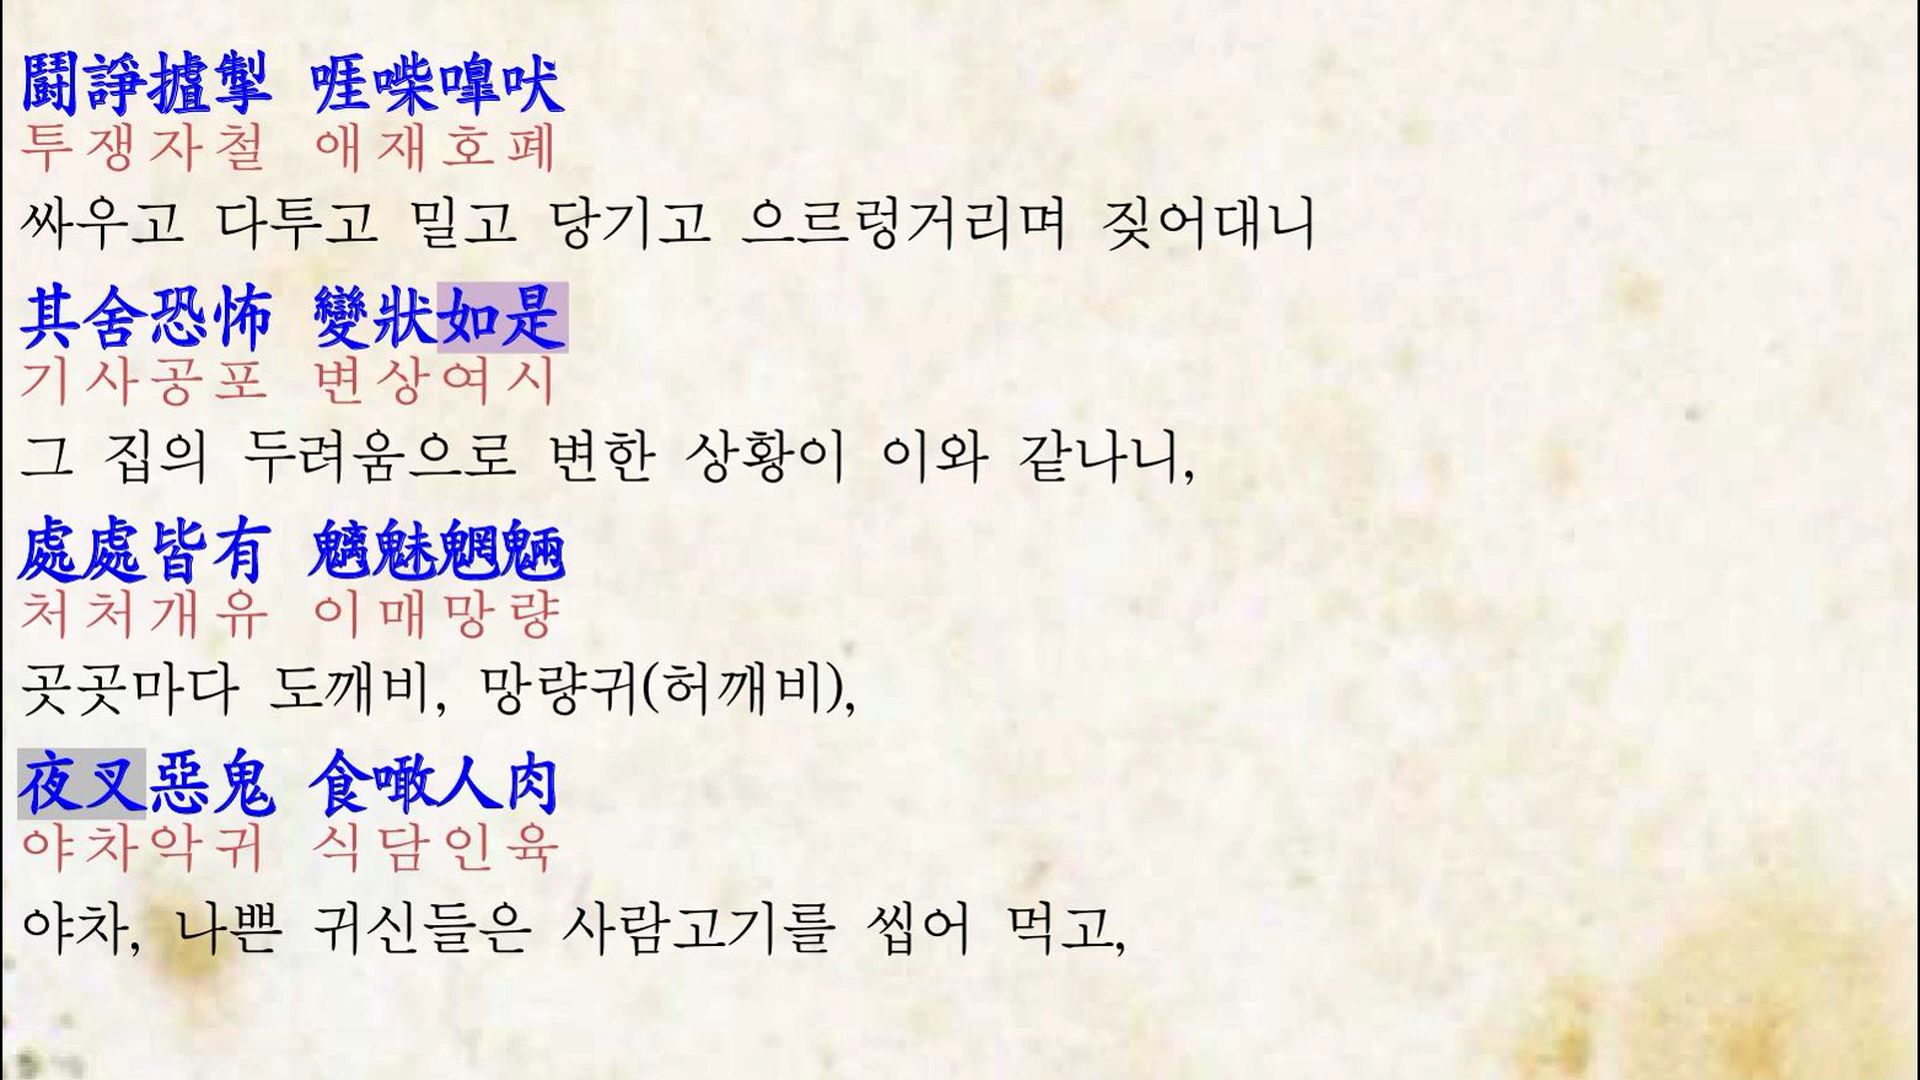 鬪諍摣掣 啀喍嘷吠
투쟁자철 애재호폐
싸우고 다투고 밀고 당기고 으르렁거리며 짖어대니
其舍恐怖 變狀如是
기사공포 변상여시
그 집의 두려움으로 변한 상황이 이와 같나니,
處處皆有 魑魅魍魎
처처개유 이매망량
곳곳마다 도깨비, 망량귀(허깨비),
夜叉惡鬼 食噉人肉
야차악귀 식담인육
야차, 나쁜 귀신들은 사람고기를 씹어 먹고,